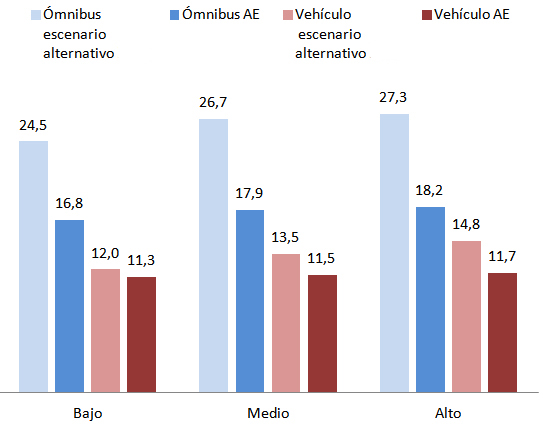 Ómnibus escenario alternativo
Ómnibus AE
Vehículo escenario alternativo
Vehículo AE
24,5
16,8
12,0
11,3
26,7
17,9
13,5
11,5
27,3
18,2
14,8
11,7
Bajo
Medio
Alto